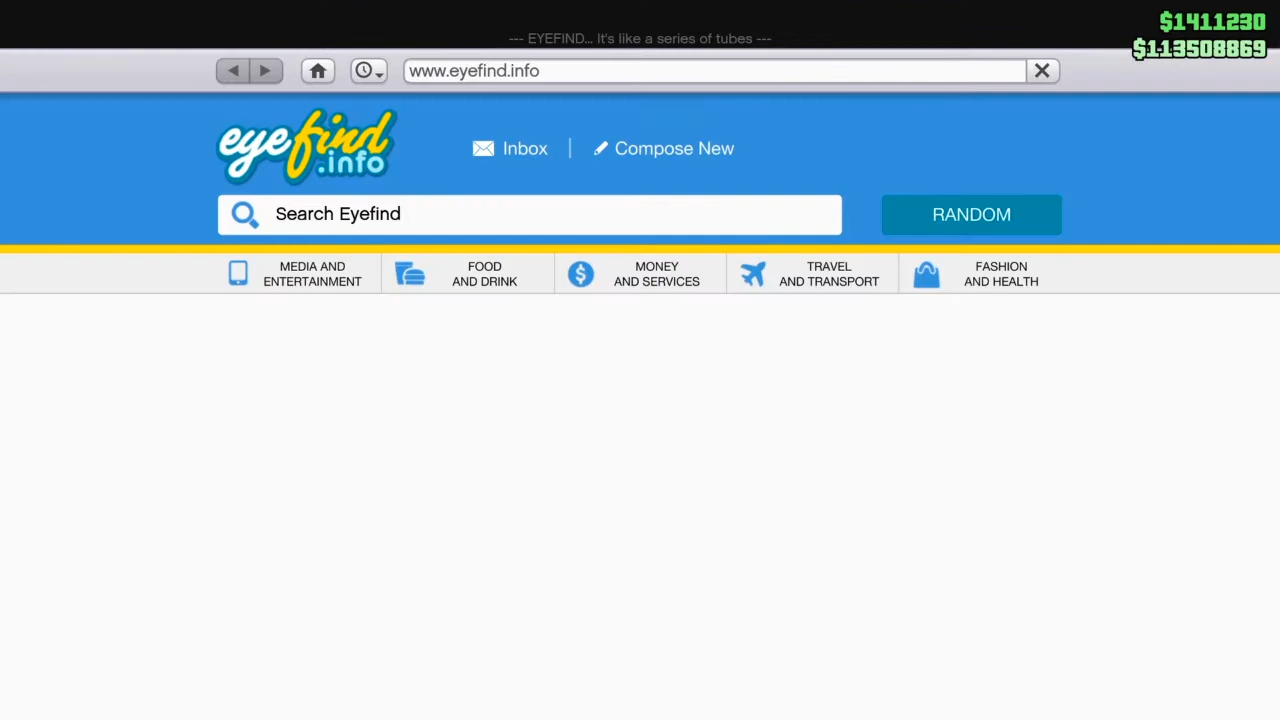 $1411230
--- EYEFIND... It's like a series of tubes ---
$113508869
www.eyefind.info
eyefind
.info
Inbox
Compose New
Search Eyefind
RANDOM
MEDIA AND
ENTERTAINMENT
FOOD
AND DRINK
MONEY
AND SERVICES
TRAVEL
AND TRANSPORT
FASHION
AND HEALTH